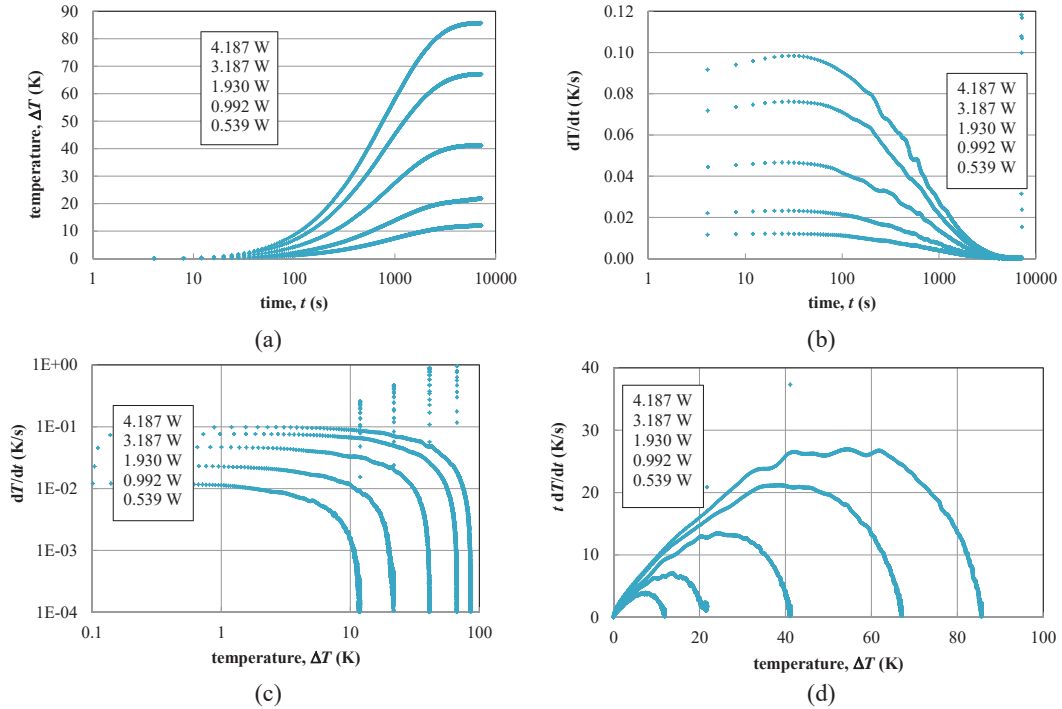 90
80
70
60
50
40
30
20
10
0
temperature, ΔT (K)
4.187 W
3.187 W
1.930 W
0.992 W
0.539 W
1 10 100 1000 10000
time, t (s)
(a)
0.12
0.10
0.08
0.06
0.04
0.02
0.00
dT/dt (K/s)
4.187 W
3.187 W
1.930 W
0.992 W
0.539 W
1 10 100 1000 10000
time, t (s)
(b)
1E+00
1E-01
1E-02
1E-03
1E-04
dT/dt (K/s)
4.187 W
3.187 W
1.930 W
0.992 W
0.539 W
0.1 1 10 100
temperature, ΔT (K)
(c)
40
30
20
10
0
t dT/dt (K/s)
4.187 W
3.187 W
1.930 W
0.992 W
0.539 W
0 20 40 60 80 100
temperature, ΔT (K)
(d)